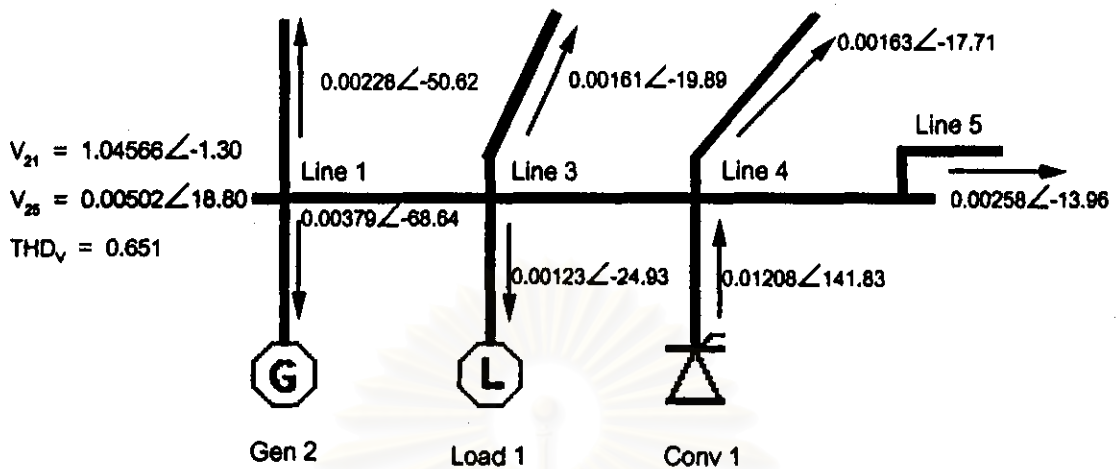 0.00228∠-50.62
0.00161∠-19.89
0.00163∠-17.71
V21 = 1.04566∠-1.30
V25 = 0.00502∠18.80
THDV = 0.651
Line 1
Line 3
Line 4
Line 5
0.00379∠-68.64
0.00258∠-13.96
0.00123∠-24.93
0.01208∠141.83
G
L
Gen 2
Load 1
Conv 1